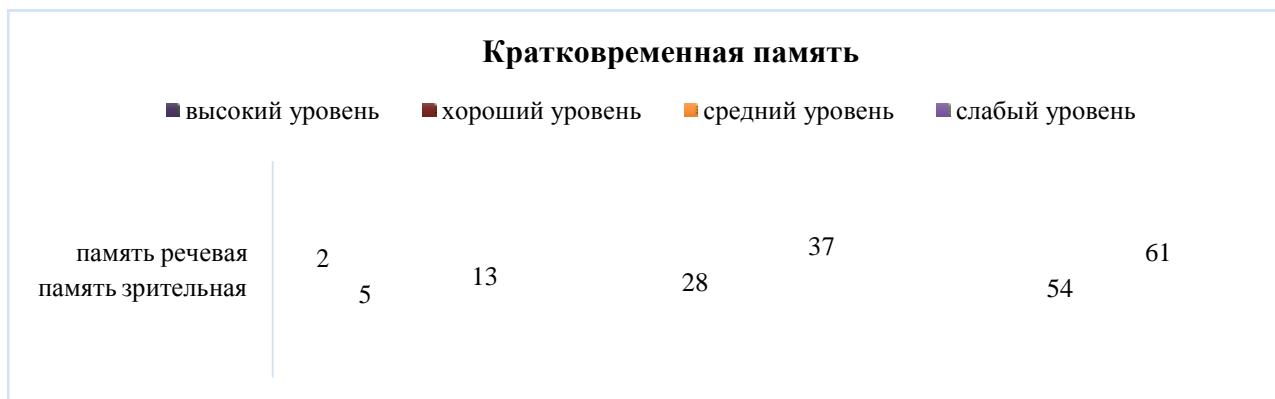 Кратковременная память
высокий уровень хороший уровень средний уровень слабый уровень
память речевая 2 37 61
память зрительная 5 13 28 54